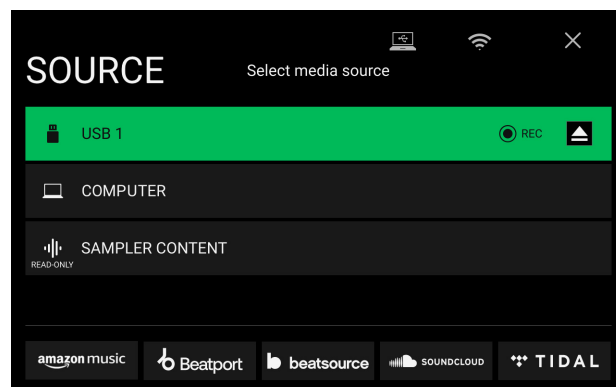 SOURCE
Select media source
USB 1
REC
COMPUTER
SAMPLER CONTENT
READ-ONLY
amazon music
Beatport
beatsource
SOUNDCLOUD
TIDAL